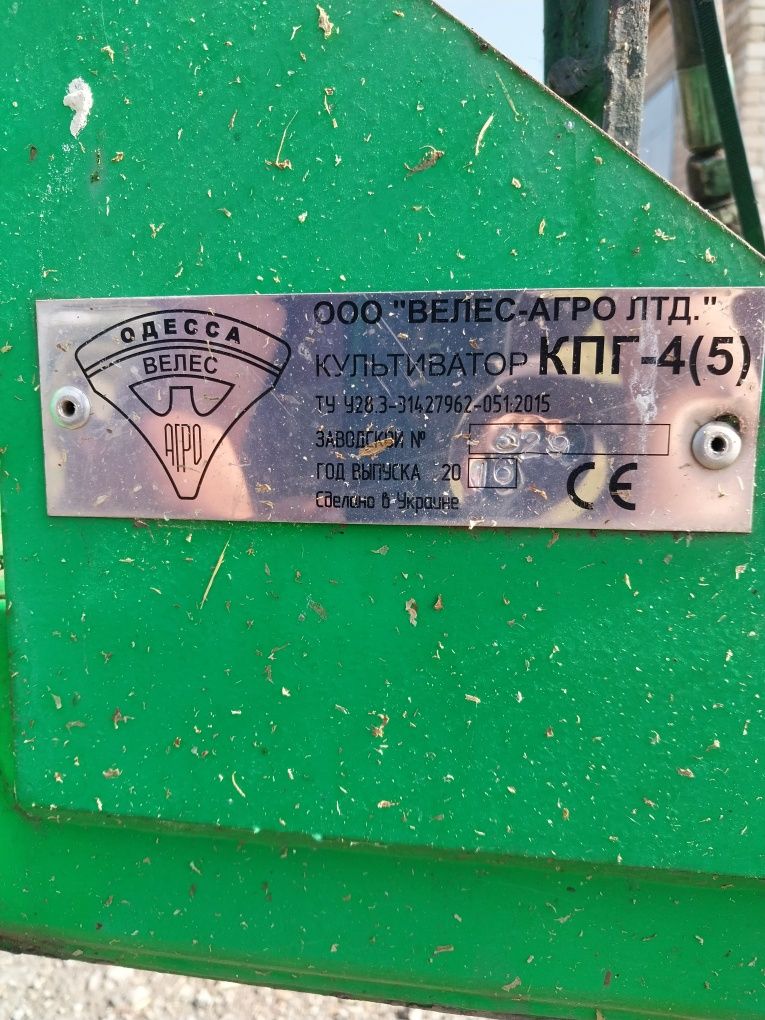 ОДЕССА
ВЕЛЕС
АГРО
ООО "ВЕЛЕС-АГРО ЛТД."
КУЛЬТИВАТОР КПГ-4(5)
ТУ У28.3-31427962-051:2015
ЗАВОДСКОЙ № 629
ГОД ВЫПУСКА 20 16
Сделано в Украине
CE